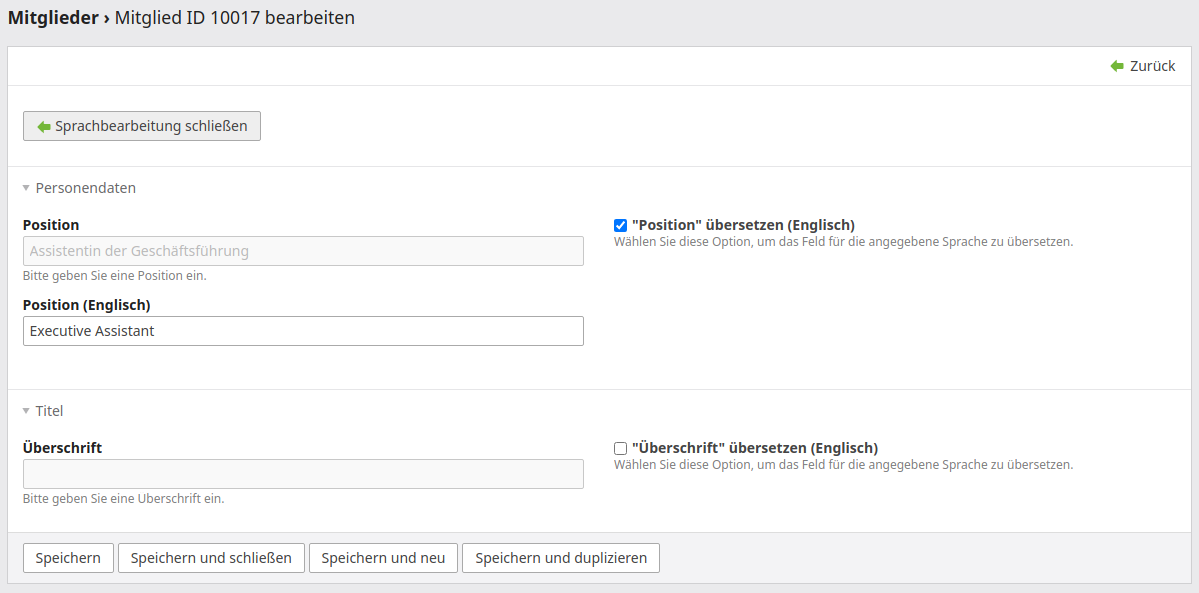 Mitglieder › Mitglied ID 10017 bearbeiten
Zurück
Sprachbearbeitung schließen
Personendaten
Position
"Position" übersetzen (Englisch)
Assistentin der Geschäftsführung
Wählen Sie diese Option, um das Feld für die angegebene Sprache zu übersetzen.
Bitte geben Sie eine Position ein.
Position (Englisch)
Executive Assistant
Titel
Überschrift
"Überschrift" übersetzen (Englisch)
Wählen Sie diese Option, um das Feld für die angegebene Sprache zu übersetzen.
Bitte geben Sie eine Überschrift ein.
Speichern
Speichern und schließen
Speichern und neu
Speichern und duplizieren